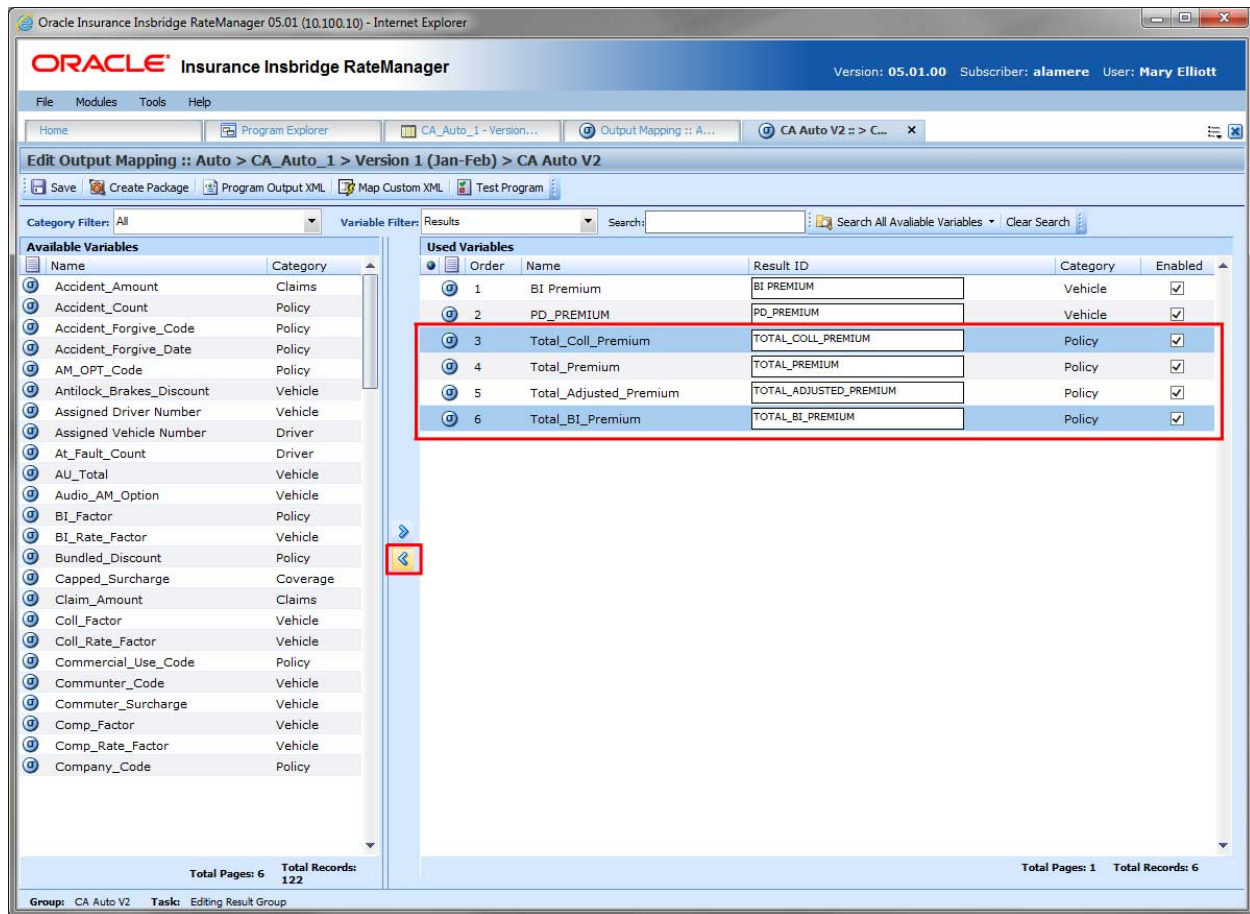 Oracle Insurance Insbridge RateManager 05.01 (10.100.10) - Internet Explorer
ORACLE Insurance Insbridge RateManager
Version: 05.01.00 Subscriber: alamere User: Mary Elliott
File Modules Tools Help
Home Program Explorer CA_Auto_1 - Version... Output Mapping :: A... CA Auto V2 :: > C... ×
Edit Output Mapping :: Auto > CA_Auto_1 > Version 1 (Jan-Feb) > CA Auto V2
Save Create Package Program Output XML Map Custom XML Test Program
Category Filter: All Variable Filter: Results Search: Search All Avaliable Variables Clear Search
Available Variables
Name Category
Accident_Amount Claims
Accident_Count Policy
Accident_Forgive_Code Policy
Accident_Forgive_Date Policy
AM_OPT_Code Policy
Antilock_Brakes_Discount Vehicle
Assigned Driver Number Vehicle
Assigned Vehicle Number Driver
At_Fault_Count Driver
AU_Total Vehicle
Audio_AM_Option Vehicle
BI_Factor Policy
BI_Rate_Factor Vehicle
Bundled_Discount Policy
Capped_Surcharge Coverage
Claim_Amount Claims
Coll_Factor Vehicle
Coll_Rate_Factor Vehicle
Commercial_Use_Code Policy
Communter_Code Vehicle
Commuter_Surcharge Vehicle
Comp_Factor Vehicle
Comp_Rate_Factor Vehicle
Company_Code Policy
Total Pages: 6 Total Records: 122
Used Variables
Order Name Result ID Category Enabled
1 BI Premium BI PREMIUM Vehicle
2 PD_PREMIUM PD_PREMIUM Vehicle
3 Total_Coll_Premium TOTAL_COLL_PREMIUM Policy
4 Total_Premium TOTAL_PREMIUM Policy
5 Total_Adjusted_Premium TOTAL_ADJUSTED_PREMIUM Policy
6 Total_BI_Premium TOTAL_BI_PREMIUM Policy
Total Pages: 1 Total Records: 6
Group: CA Auto V2 Task: Editing Result Group